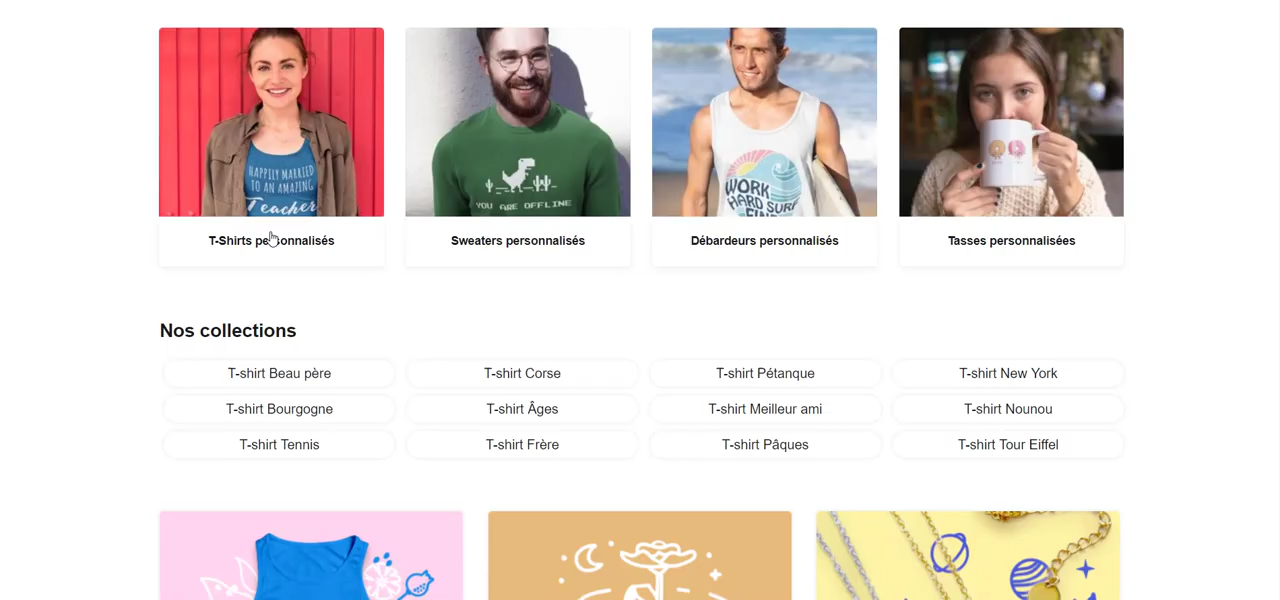 HAPPILY MARRIED
TO AN AMAZING
Teacher
YOU ARE OFFLINE
WORK
HARD SURF
T-Shirts personnalisés
Sweaters personnalisés
Débardeurs personnalisés
Tasses personnalisées
Nos collections
T-shirt Beau père
T-shirt Corse
T-shirt Pétanque
T-shirt New York
T-shirt Bourgogne
T-shirt Âges
T-shirt Meilleur ami
T-shirt Nounou
T-shirt Tennis
T-shirt Frère
T-shirt Pâques
T-shirt Tour Eiffel